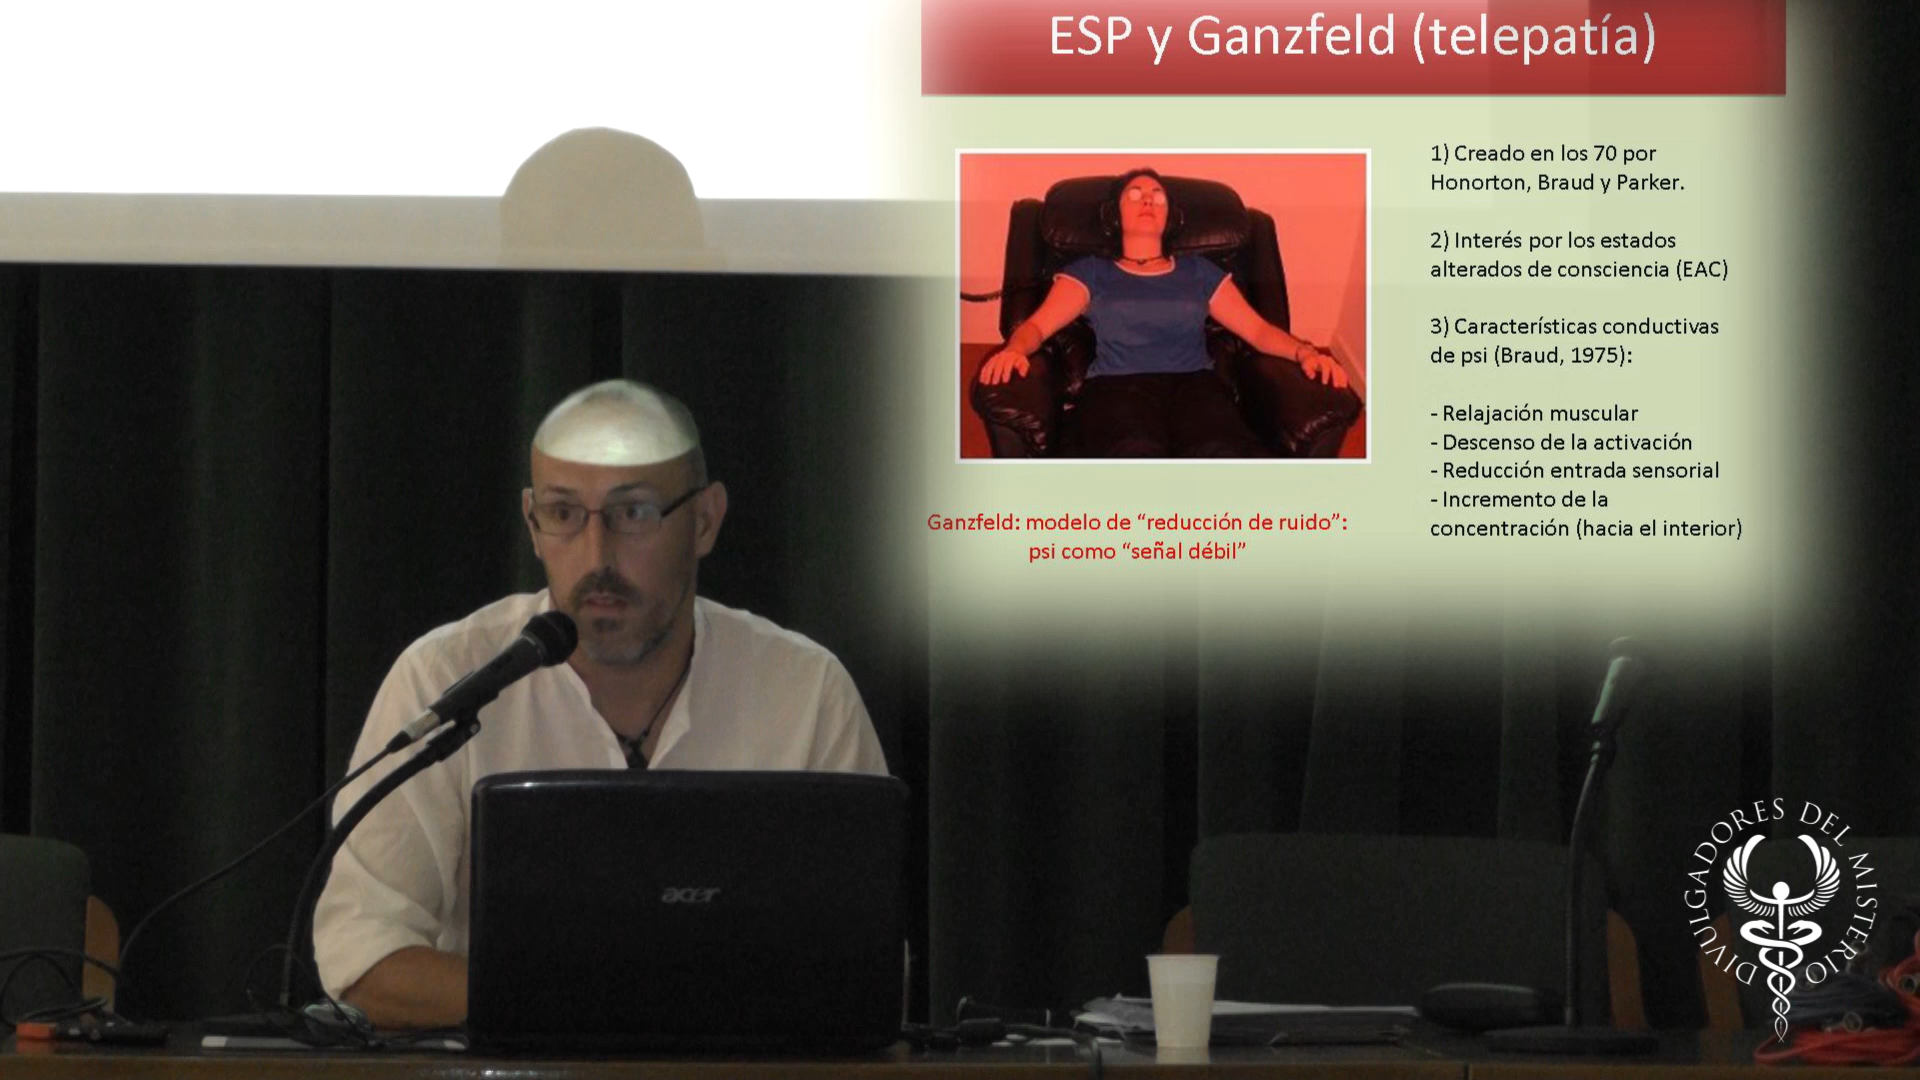 ESP y Ganzfeld (telepatía)
1) Creado en los 70 por
Honorton, Braud y Parker.
2) Interés por los estados
alterados de consciencia (EAC)
3) Características conductivas
de psi (Braud, 1975):
- Relajación muscular
- Descenso de la activación
- Reducción entrada sensorial
- Incremento de la
concentración (hacia el interior)
Ganzfeld: modelo de “reducción de ruido”:
psi como “señal débil”
acer
DIVULGADORES DEL MISTERIO